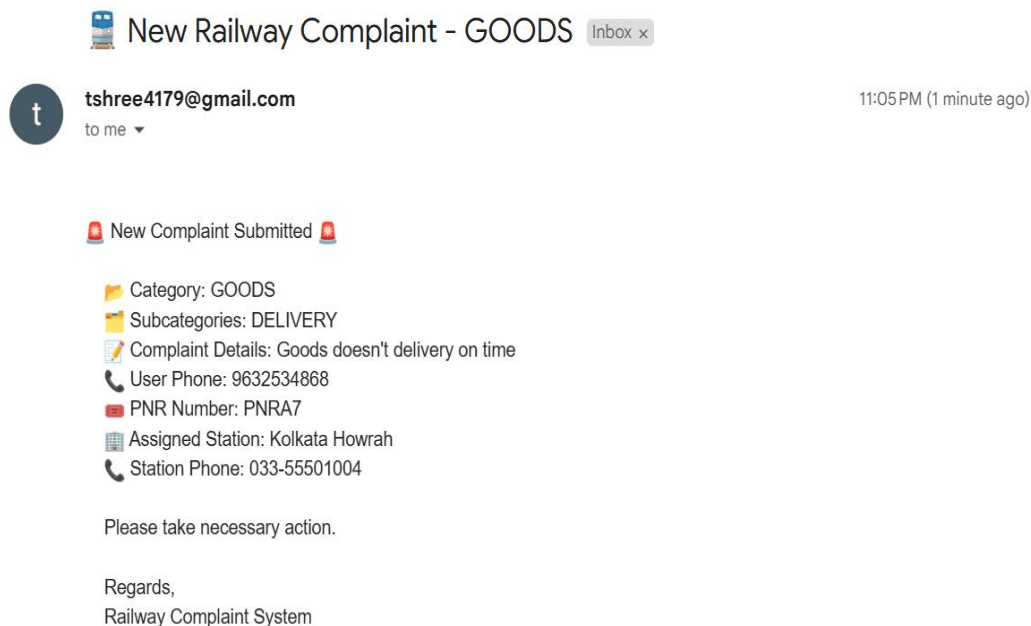 🚆 New Railway Complaint - GOODS Inbox x
t
tshree4179@gmail.com 11:05 PM (1 minute ago)
to me
🚨 New Complaint Submitted 🚨
📂 Category: GOODS
🗂️ Subcategories: DELIVERY
📝 Complaint Details: Goods doesn't delivery on time
📞 User Phone: 9632534868
🎟️ PNR Number: PNRA7
🏢 Assigned Station: Kolkata Howrah
📞 Station Phone: 033-55501004
Please take necessary action.
Regards,
Railway Complaint System